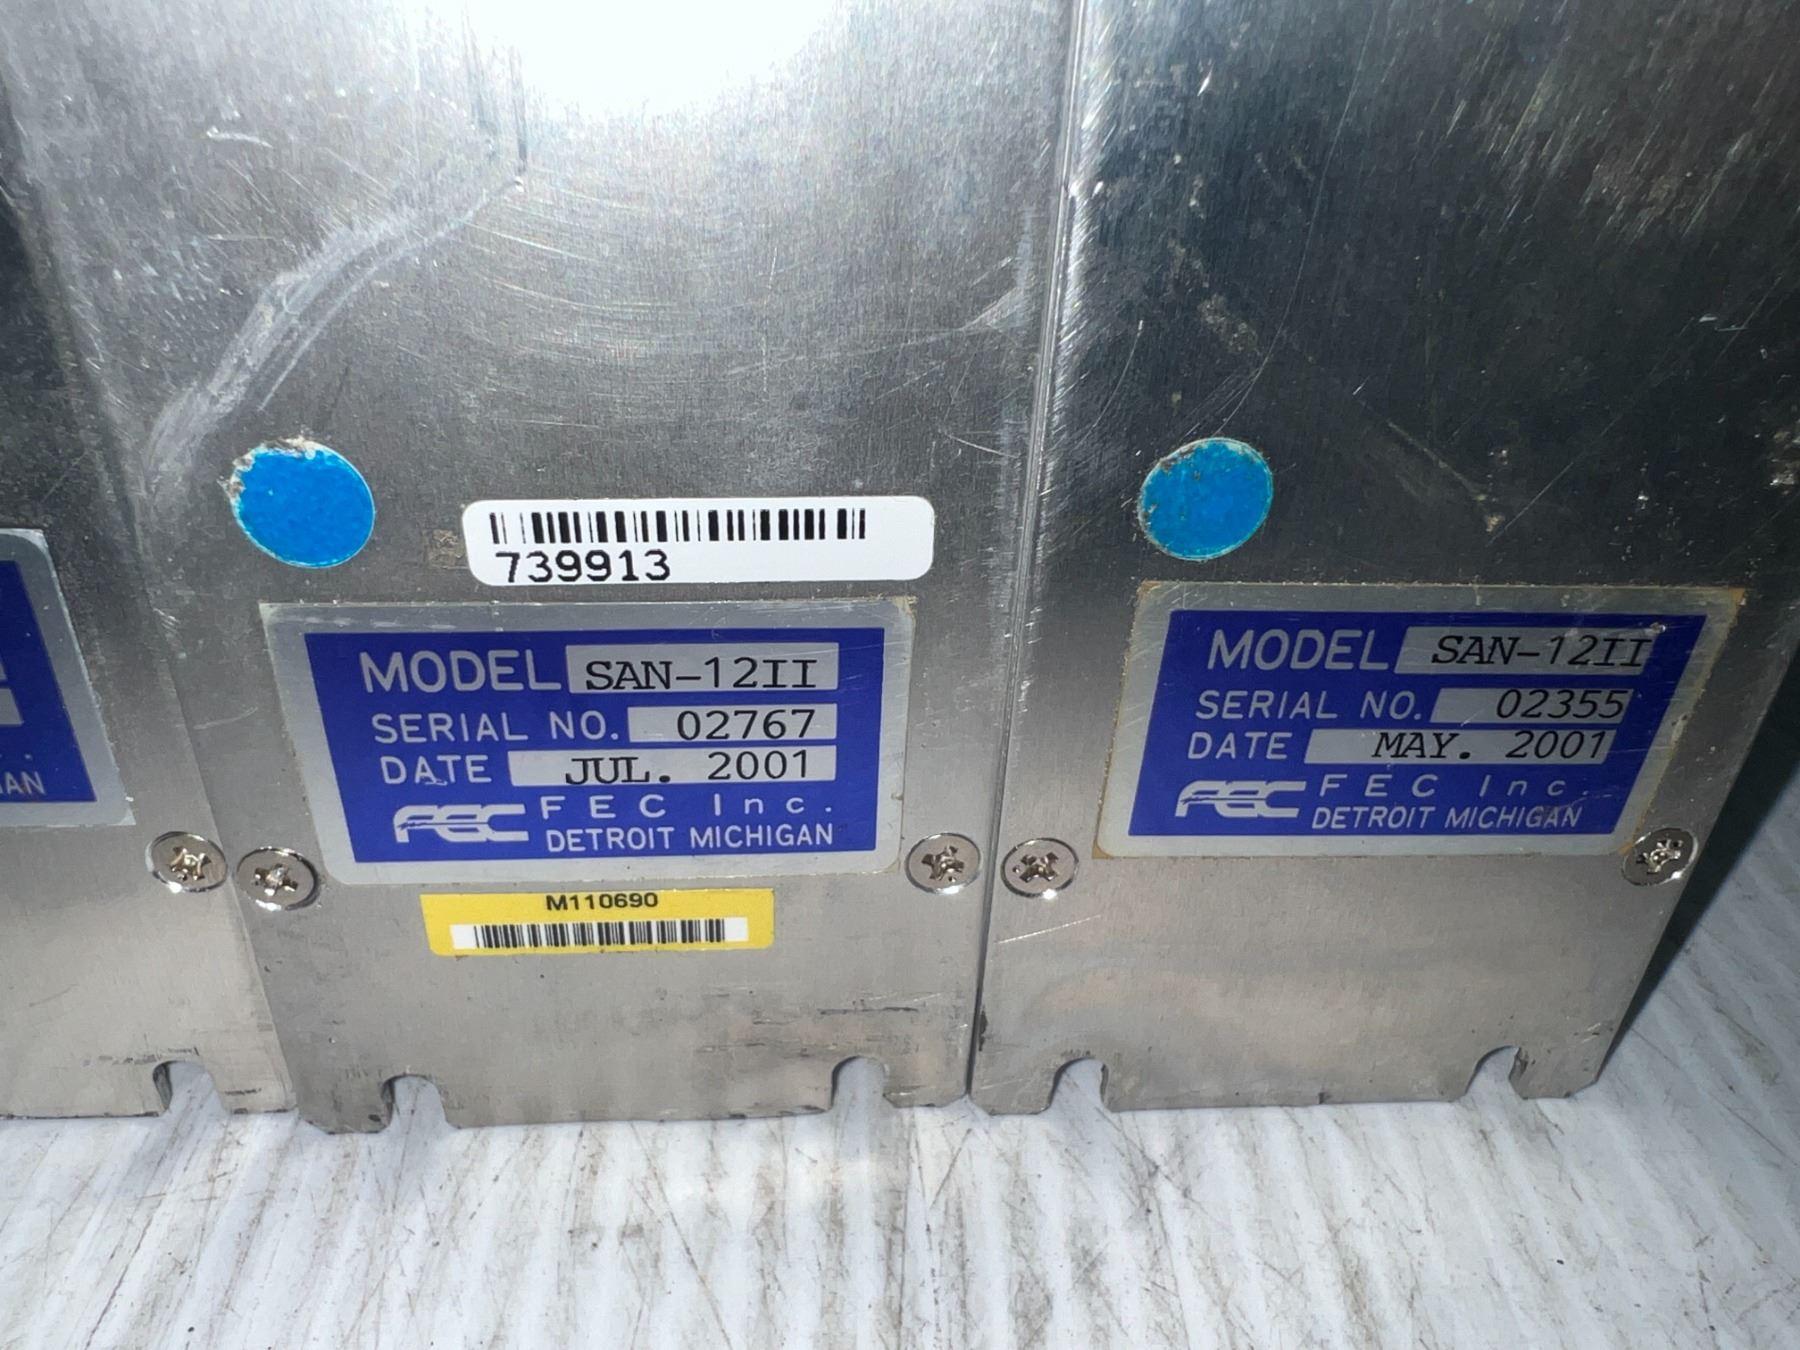 739913
MODEL SAN-12II
SERIAL NO. 02767
DATE JUL. 2001
FEC FEC Inc.
DETROIT MICHIGAN
M110690
MODEL SAN-12II
SERIAL NO. 02355
DATE MAY. 2001
FEC FEC Inc.
DETROIT MICHIGAN